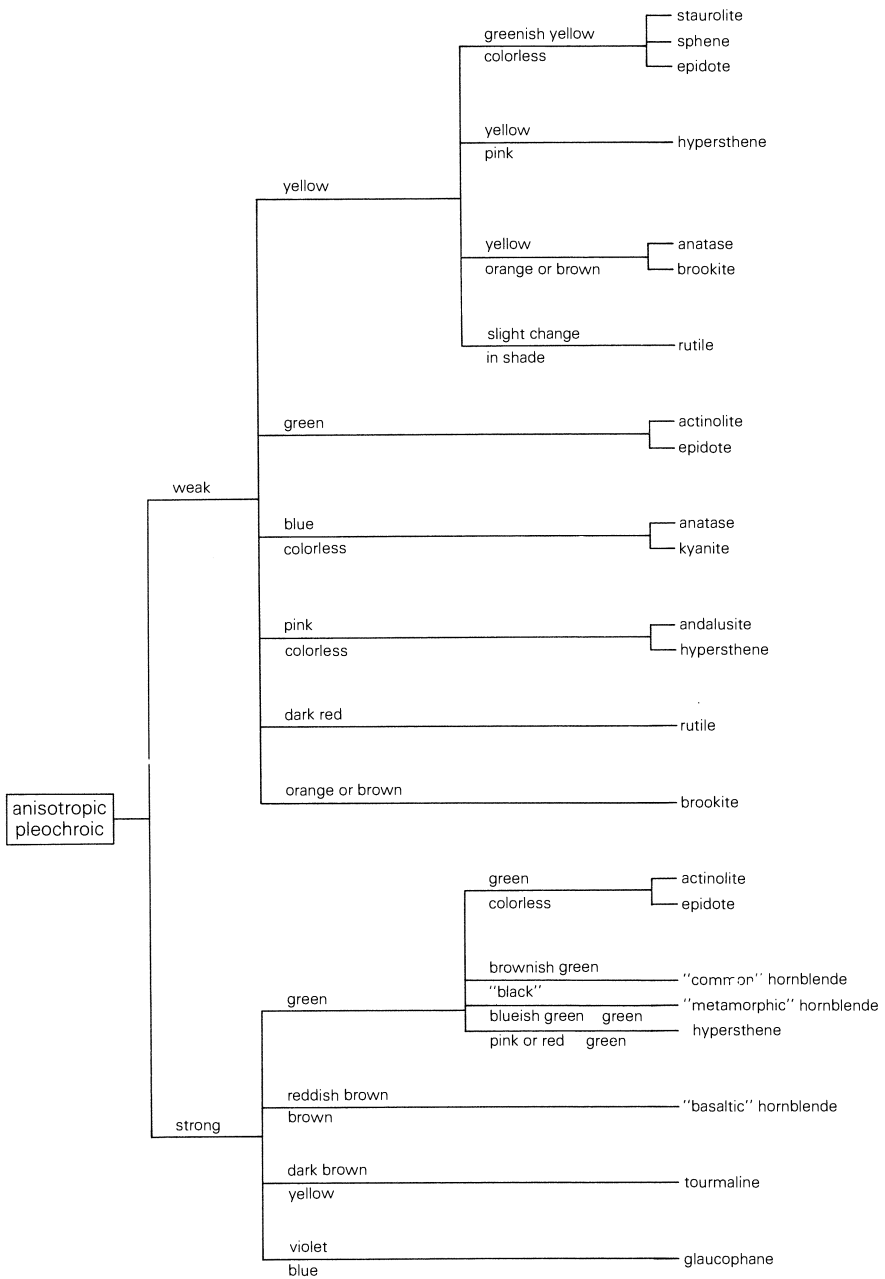 staurolite
greenish yellow
sphene
colorless
epidote
yellow
hypersthene
pink
yellow
yellow
anatase
orange or brown
brookite
slight change
rutile
in shade
green
actinolite
epidote
weak
blue
anatase
colorless
kyanite
pink
andalusite
colorless
hypersthene
dark red
rutile
orange or brown
brookite
anisotropic
pleochroic
green
actinolite
colorless
epidote
brownish green
"common" hornblende
"black"
green
"metamorphic" hornblende
blueish green green
hypersthene
pink or red green
reddish brown
"basaltic" hornblende
brown
strong
dark brown
tourmaline
yellow
violet
glaucophane
blue